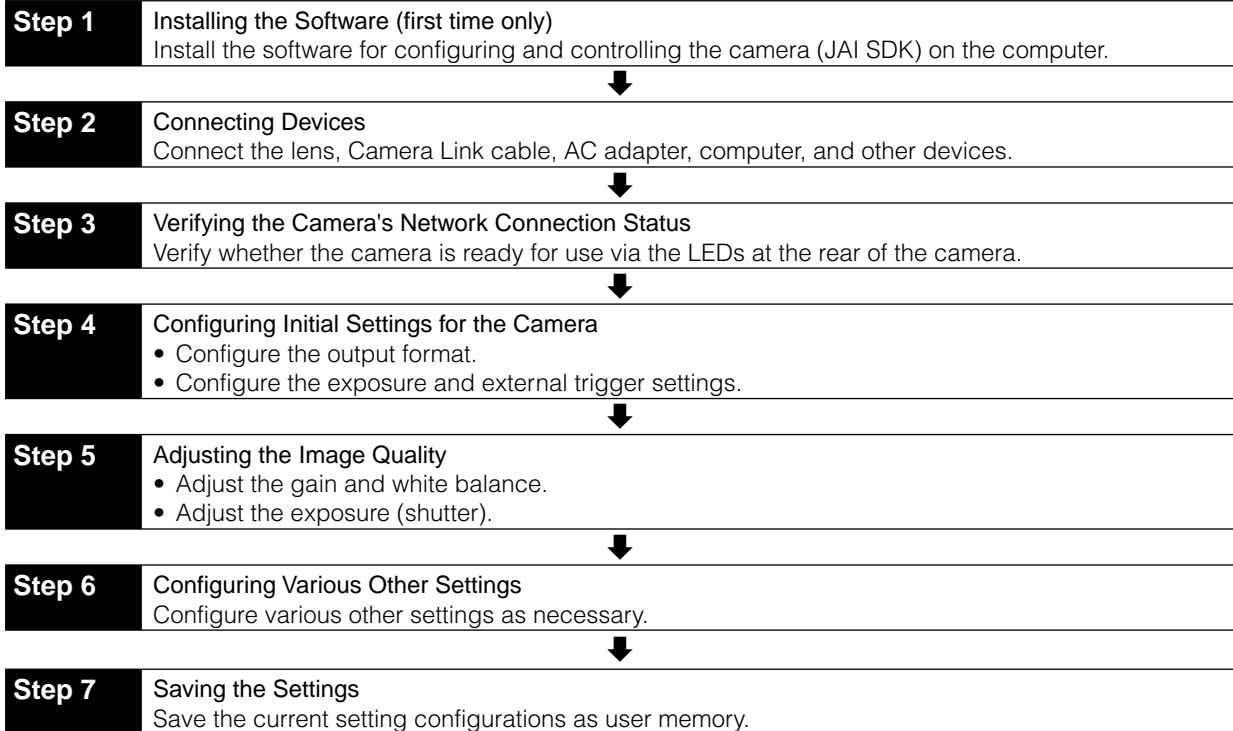 Step 1
Installing the Software (first time only)
Install the software for configuring and controlling the camera (JAI SDK) on the computer.
Step 2
Connecting Devices
Connect the lens, Camera Link cable, AC adapter, computer, and other devices.
Step 3
Verifying the Camera's Network Connection Status
Verify whether the camera is ready for use via the LEDs at the rear of the camera.
Step 4
Configuring Initial Settings for the Camera
• Configure the output format.
• Configure the exposure and external trigger settings.
Step 5
Adjusting the Image Quality
• Adjust the gain and white balance.
• Adjust the exposure (shutter).
Step 6
Configuring Various Other Settings
Configure various other settings as necessary.
Step 7
Saving the Settings
Save the current setting configurations as user memory.